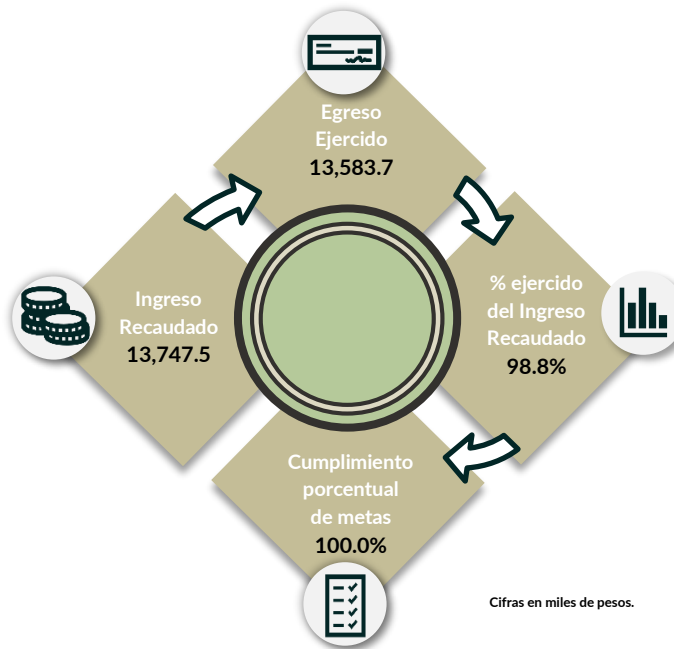 Egreso
Ejercido
13,583.7
Ingreso
Recaudado
13,747.5
% ejercido
del Ingreso
Recaudado
98.8%
Cumplimiento
porcentual
de metas
100.0%
Cifras en miles de pesos.